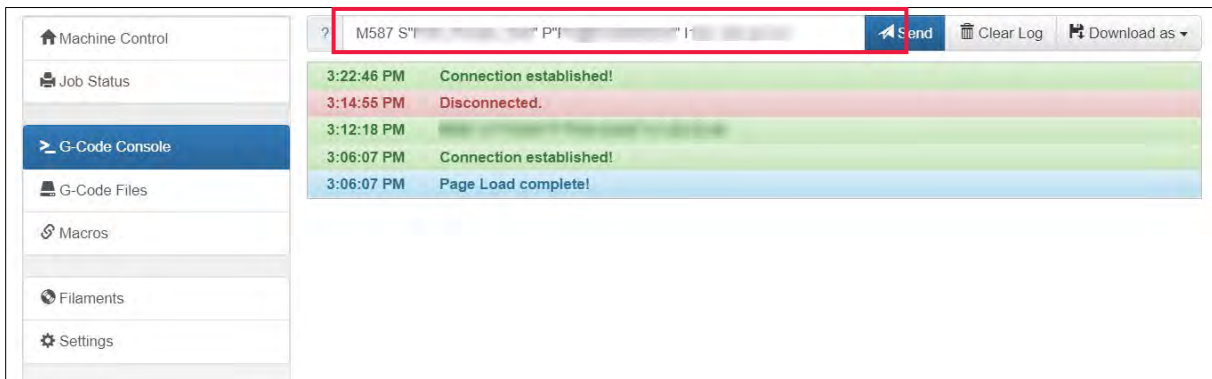 Machine Control
Job Status
G-Code Console
G-Code Files
Macros
Filaments
Settings
? M587 S" " P" " I Send Clear Log Download as
3:22:46 PM Connection established!
3:14:55 PM Disconnected.
3:12:18 PM
3:06:07 PM Connection established!
3:06:07 PM Page Load complete!